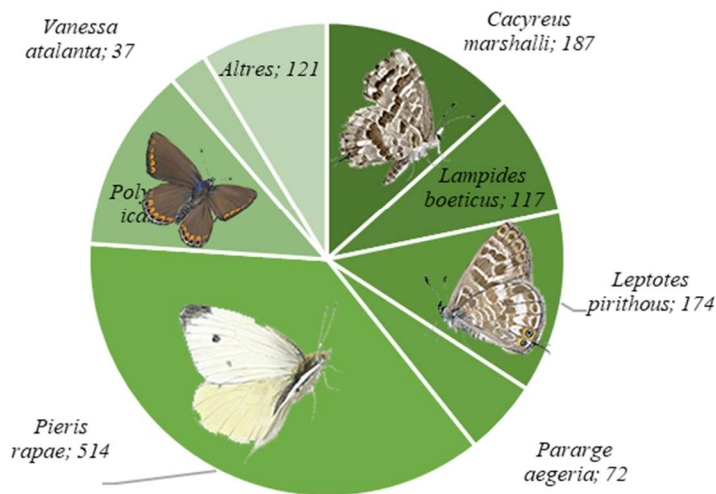 Vanessa
atalanta; 37
Altres; 121
Cacyreus
marshalli; 187
Lampides
boeticus; 117
Leptotes
pirithous; 174
Pararge
aegeria; 72
Pieris
rapae; 514